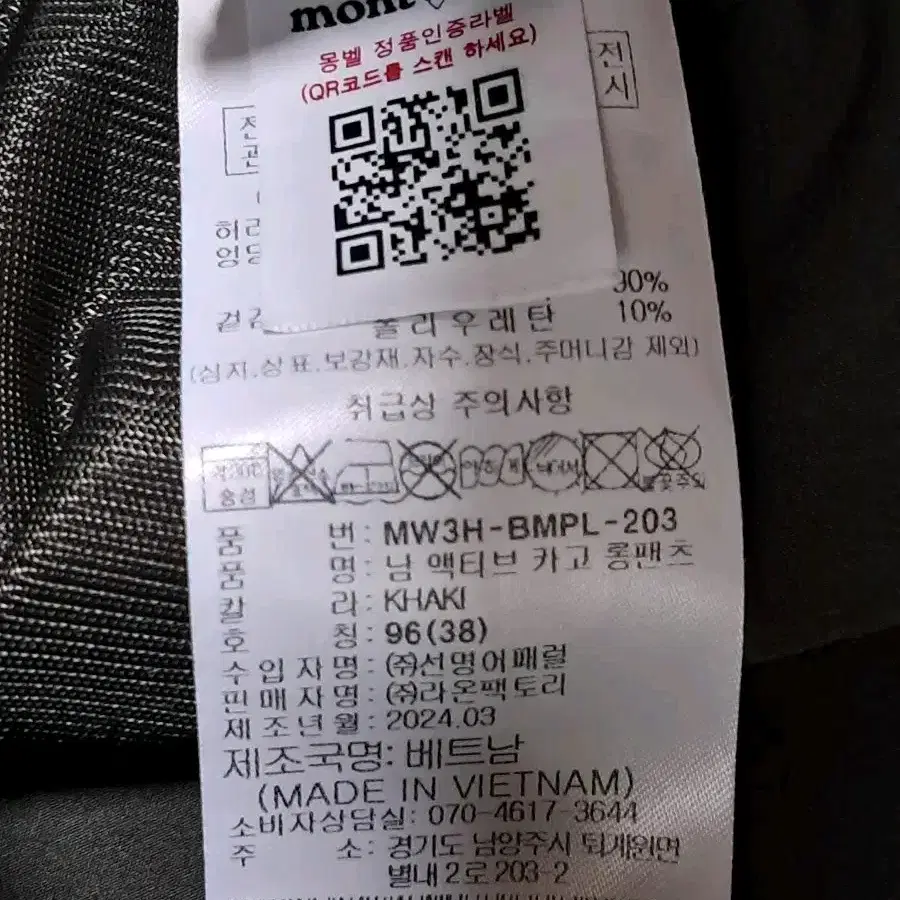 mont
몽벨 정품인증라벨
(QR코드를 스캔 하세요)
전
시
90%
폴리우레탄 10%
(심지.상표.보강재.자수.장식.주머니감 제외)
취급상 주의사항
품 번 : MW3H-BMPL-203
품 명 : 남 액티브 카고 롱팬츠
칼 라 : KHAKI
호 칭 : 96(38)
수입자명 : ㈜선명어패럴
판매자명 : ㈜라온팩토리
제조년월 : 2024.03
제조국명: 베트남
(MADE IN VIETNAM)
소비자상담실: 070-4617-3644
주 소: 경기도 남양주시 퇴계원면
별내2로 203-2